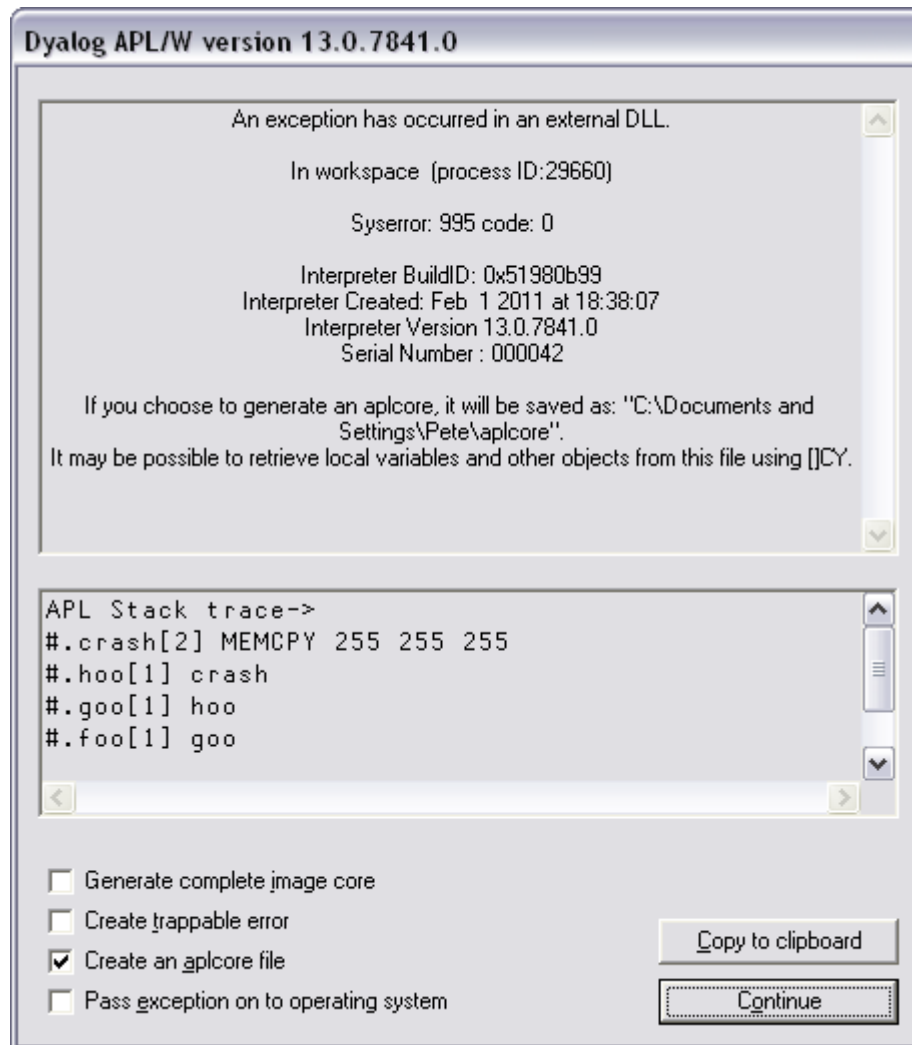 Dyalog APL/W version 13.0.7841.0
An exception has occurred in an external DLL.
In workspace (process ID:29660)
Syserror: 995 code: 0
Interpreter BuildID: 0x51980b99
Interpreter Created: Feb  1 2011 at 18:38:07
Interpreter Version 13.0.7841.0
Serial Number : 000042
If you choose to generate an aplcore, it will be saved as: "C:\Documents and
Settings\Pete\aplcore".
It may be possible to retrieve local variables and other objects from this file using []CY.
APL Stack trace->
#.crash[2] MEMCPY 255 255 255
#.hoo[1] crash
#.goo[1] hoo
#.foo[1] goo
Generate complete image core
Create trappable error
Create an aplcore file
Pass exception on to operating system
Copy to clipboard
Continue